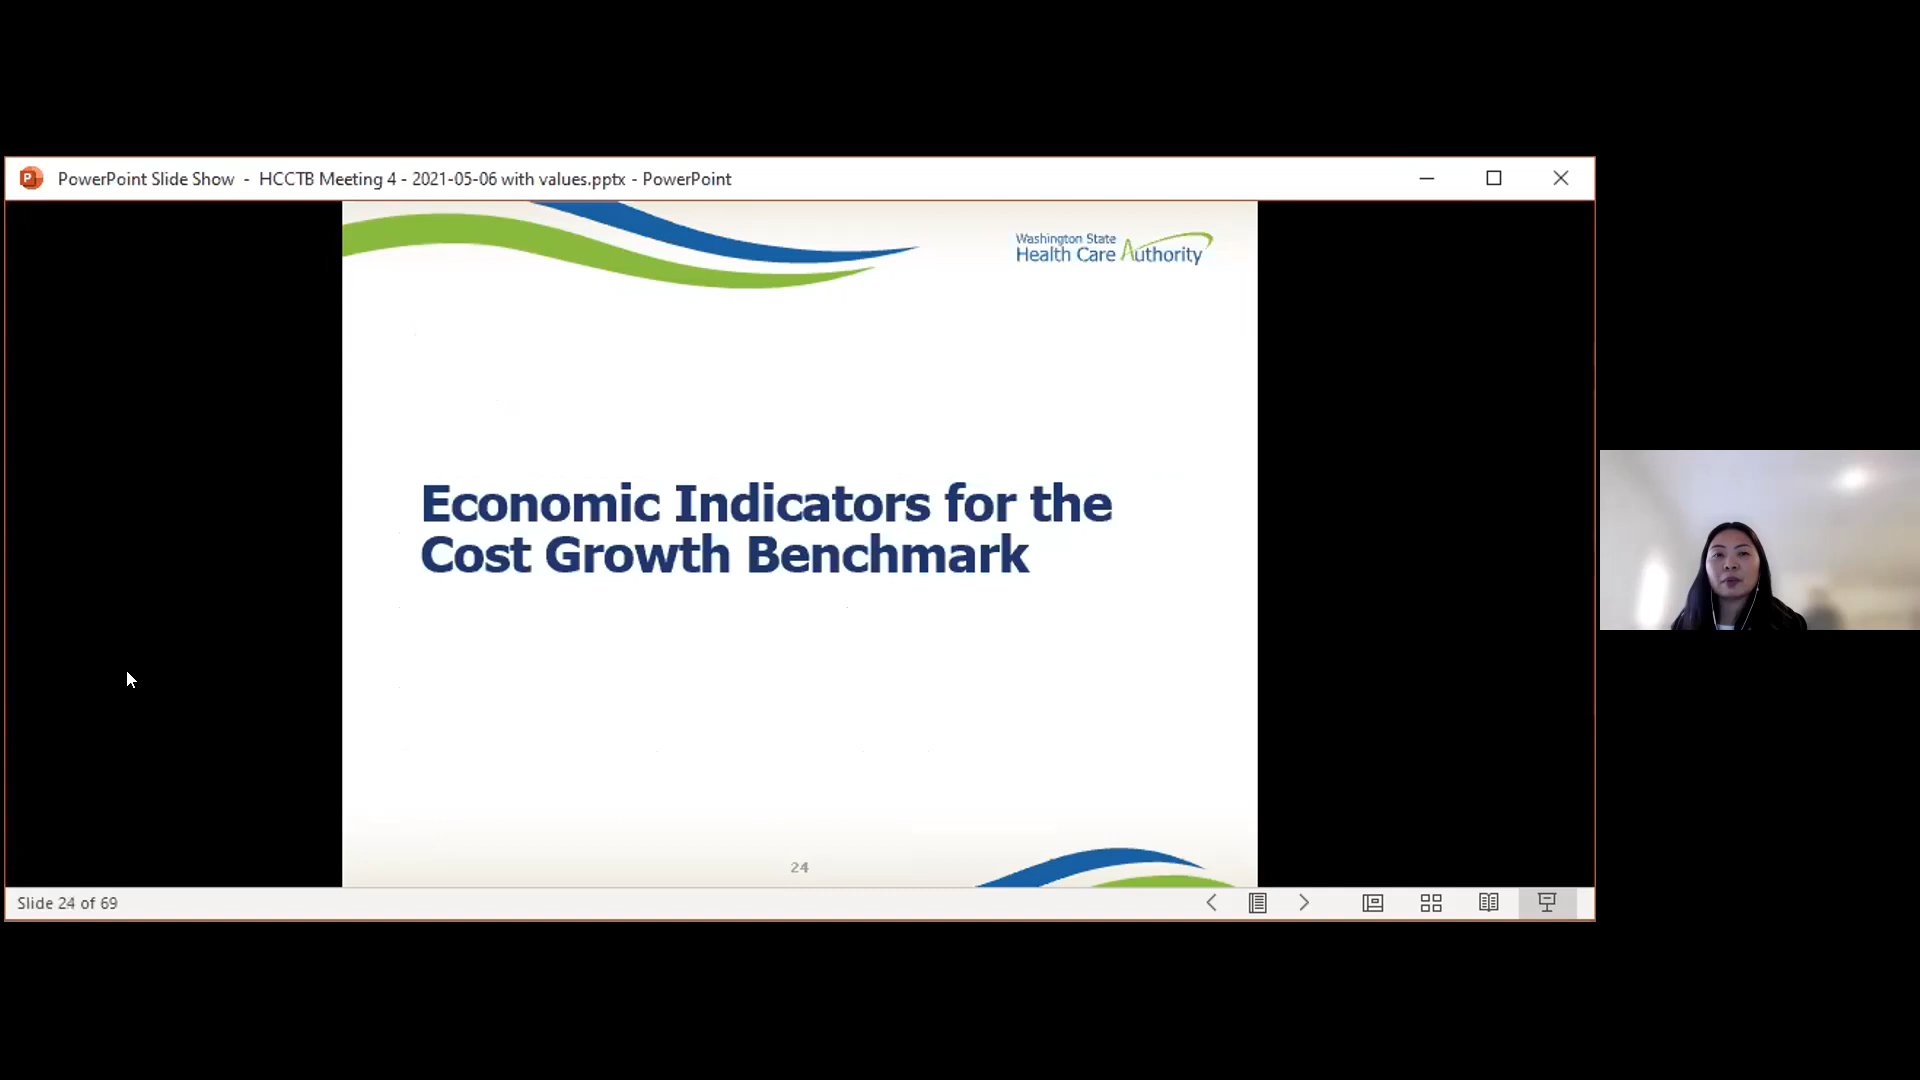 PowerPoint Slide Show - HCCTB Meeting 4 - 2021-05-06 with values.pptx - PowerPoint
Washington State
Health Care Authority
Economic Indicators for the
Cost Growth Benchmark
24
Slide 24 of 69